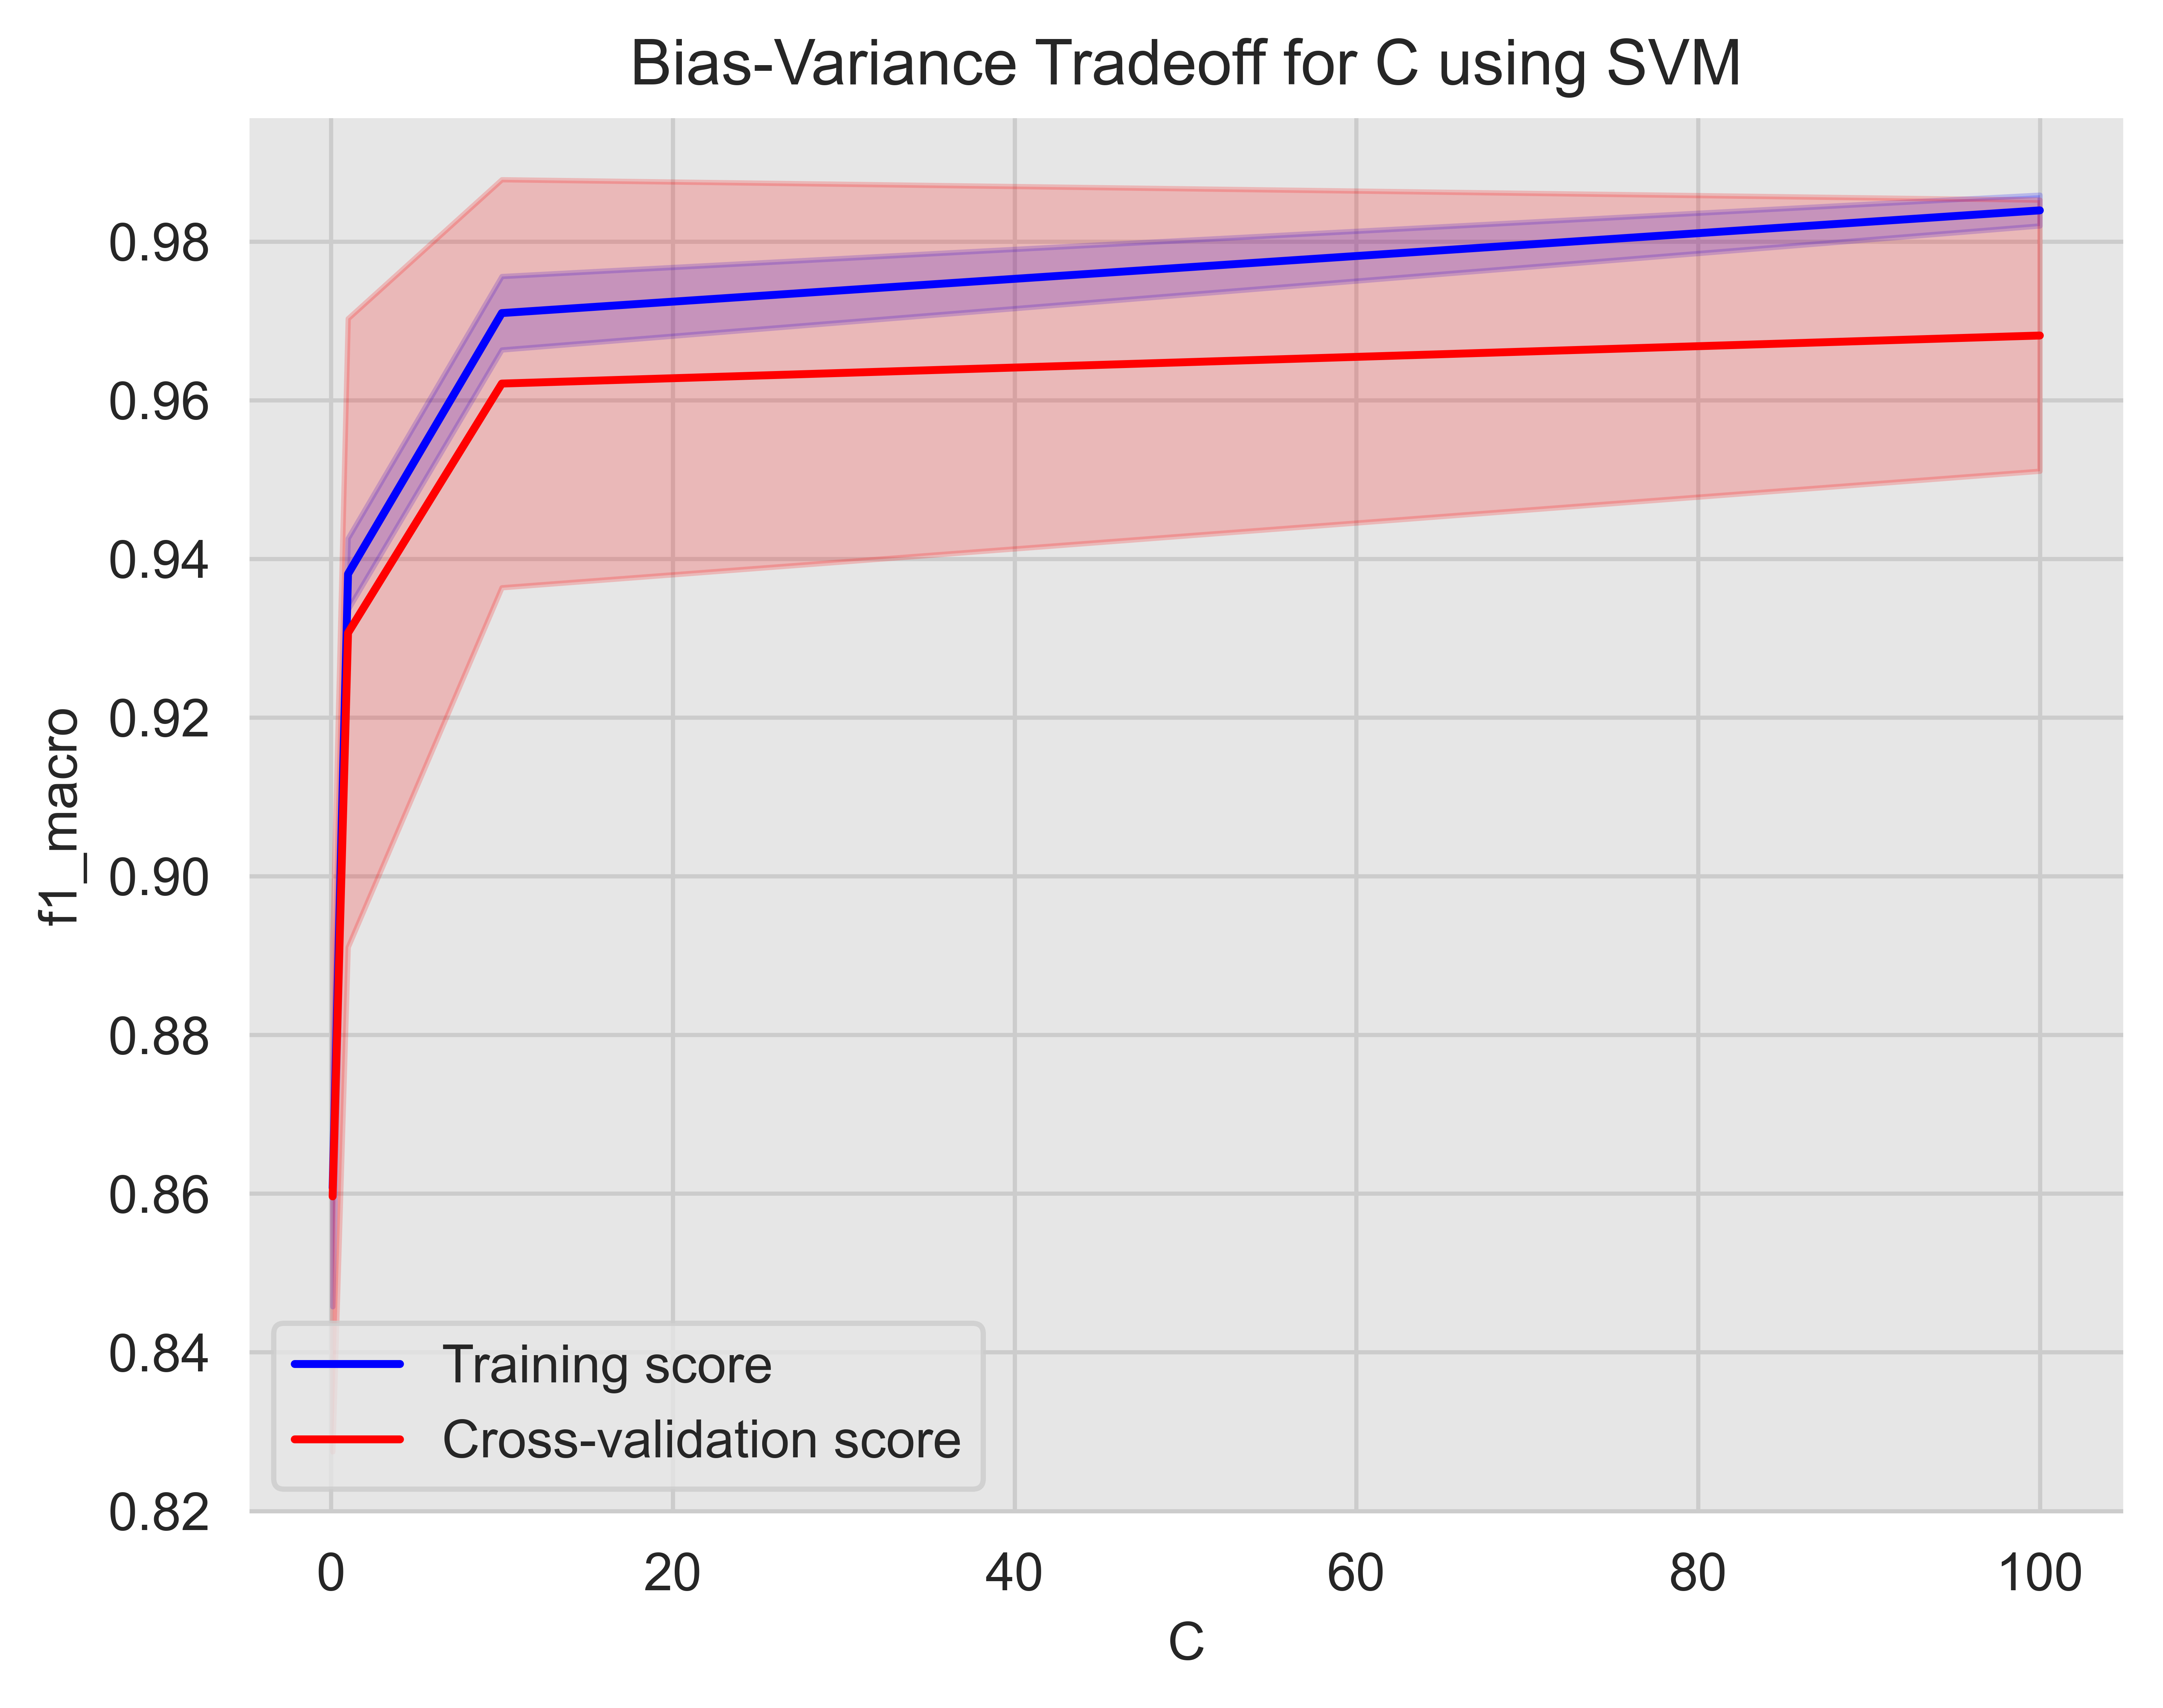 Bias-Variance Tradeoff for C using SVM
f1_macro
0.98
0.96
0.94
0.92
0.90
0.88
0.86
0.84
0.82
Training score
Cross-validation score
0 20 40 60 80 100
C